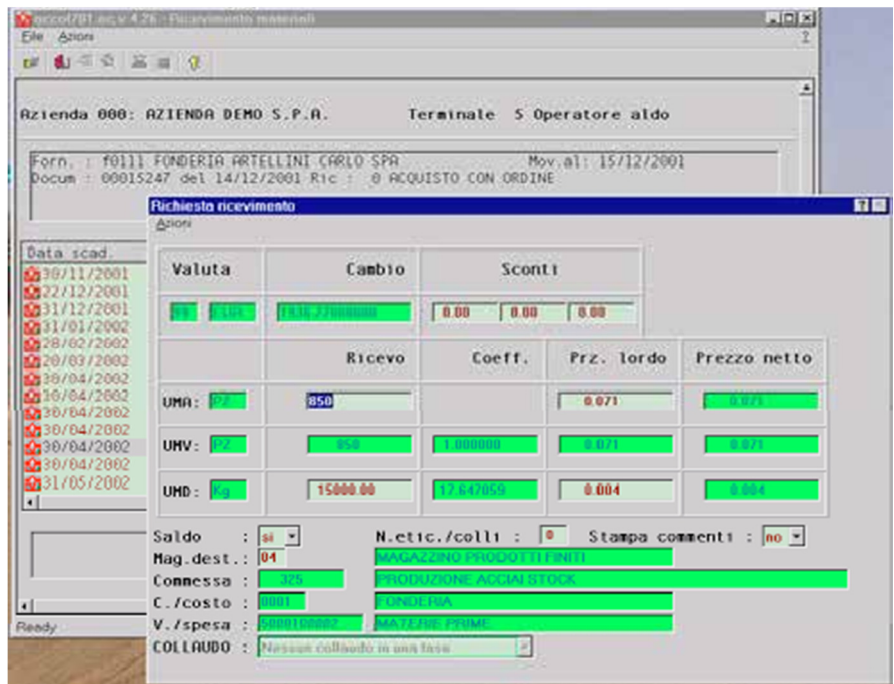 File Azioni ?
Azienda 000: AZIENDA DEMO S.P.A. Terminale 5 Operatore aldo
Forn. : f0111 FONDERIA ARTELLINI CARLO SPA Mov.al: 15/12/2001
Docum : 00015247 del 14/12/2001 Ric : 0 ACQUISTO CON ORDINE
Richiesta ricevimento
Azioni
Data scad.
30/11/2001
22/12/2001
31/12/2001
31/01/2002
28/02/2002
20/03/2002
30/04/2002
30/04/2002
30/04/2002
30/04/2002
30/04/2002
30/04/2002
31/05/2002
Valuta Cambio Sconti
0.00 0.00 0.00
Ricevo Coeff. Prz. lordo Prezzo netto
UMA: PZ 850 0.071 0.071
UMV: PZ 850 1.000000 0.071 0.071
UMD: Kg 15000.00 17.647059 0.004 0.004
Saldo : si N.etic./colli : 0 Stampa commenti : no
Mag.dest.: 04 MAGAZZINO PRODOTTI FINITI
Commessa : 325 PRODUZIONE ACCIAI STOCK
C./costo : 0001 FONDERIA
V./spesa : MATERIE PRIME
COLLAUDO : Nessun collaudo in una fase
Ready